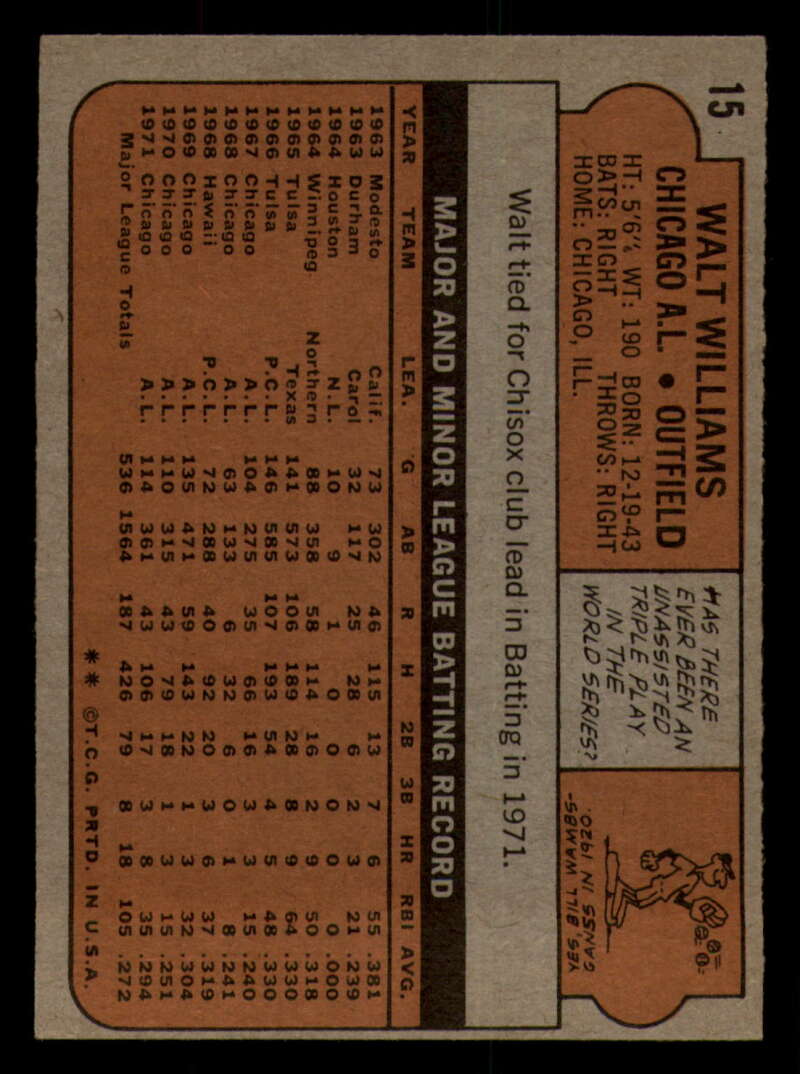 15
WALT WILLIAMS
CHICAGO A.L. • OUTFIELD
HT: 5'6½" WT: 190 BORN: 12-19-43
BATS: RIGHT THROWS: RIGHT
HOME: CHICAGO, ILL.
HAS THERE
EVER BEEN AN
UNASSISTED
TRIPLE PLAY
IN THE
WORLD SERIES?
YES, BILL WAMBS-
GANSS IN 1920.
Walt tied for Chisox club lead in Batting in 1971.
MAJOR AND MINOR LEAGUE BATTING RECORD
YEAR TEAM LEA. G AB R H 2B 3B HR RBI AVG.
1963 Modesto Calif. 73 302 46 115 13 7 6 55 .381
1963 Durham Carol 32 117 25 28 6 2 3 21 .239
1964 Houston N.L. 10 9 1 0 0 0 0 0 .000
1964 Winnipeg Northern 88 358 58 114 16 2 9 50 .318
1965 Tulsa Texas 141 573 106 189 28 8 9 64 .330
1966 Tulsa P.C.L. 146 585 107 193 54 4 5 48 .330
1967 Chicago A.L. 104 275 35 66 16 3 3 15 .240
1968 Chicago A.L. 63 133 6 32 6 0 1 8 .241
1968 Hawaii P.C.L. 72 288 40 92 20 3 6 37 .319
1969 Chicago A.L. 135 471 59 143 22 1 3 32 .304
1970 Chicago A.L. 110 315 43 79 18 1 3 15 .251
1971 Chicago A.L. 114 361 43 106 17 3 8 35 .294
Major League Totals 536 1564 187 426 79 8 18 105 .272
** ©T.C.G. PRTD. IN U.S.A.